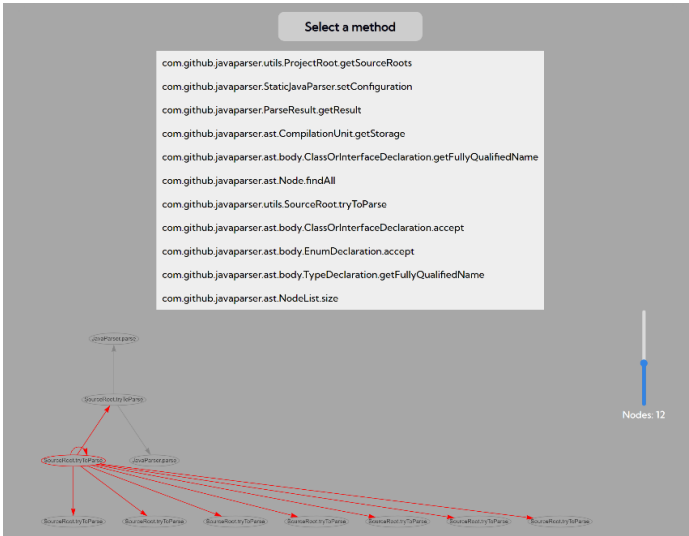 Select a method
com.github.javaparser.utils.ProjectRoot.getSourceRoots
com.github.javaparser.StaticJavaParser.setConfiguration
com.github.javaparser.ParseResult.getResult
com.github.javaparser.ast.CompilationUnit.getStorage
com.github.javaparser.ast.body.ClassOrInterfaceDeclaration.getFullyQualifiedName
com.github.javaparser.ast.Node.findAll
com.github.javaparser.utils.SourceRoot.tryToParse
com.github.javaparser.ast.body.ClassOrInterfaceDeclaration.accept
com.github.javaparser.ast.body.EnumDeclaration.accept
com.github.javaparser.ast.body.TypeDeclaration.getFullyQualifiedName
com.github.javaparser.ast.NodeList.size
JavaParser.parse
SourceRoot.tryToParse
Nodes: 12
SourceRoot.tryToParse
JavaParser.parse
SourceRoot.tryToParse
SourceRoot.tryToParse
SourceRoot.tryToParse
SourceRoot.tryToParse
SourceRoot.tryToParse
SourceRoot.tryToParse
SourceRoot.tryToParse